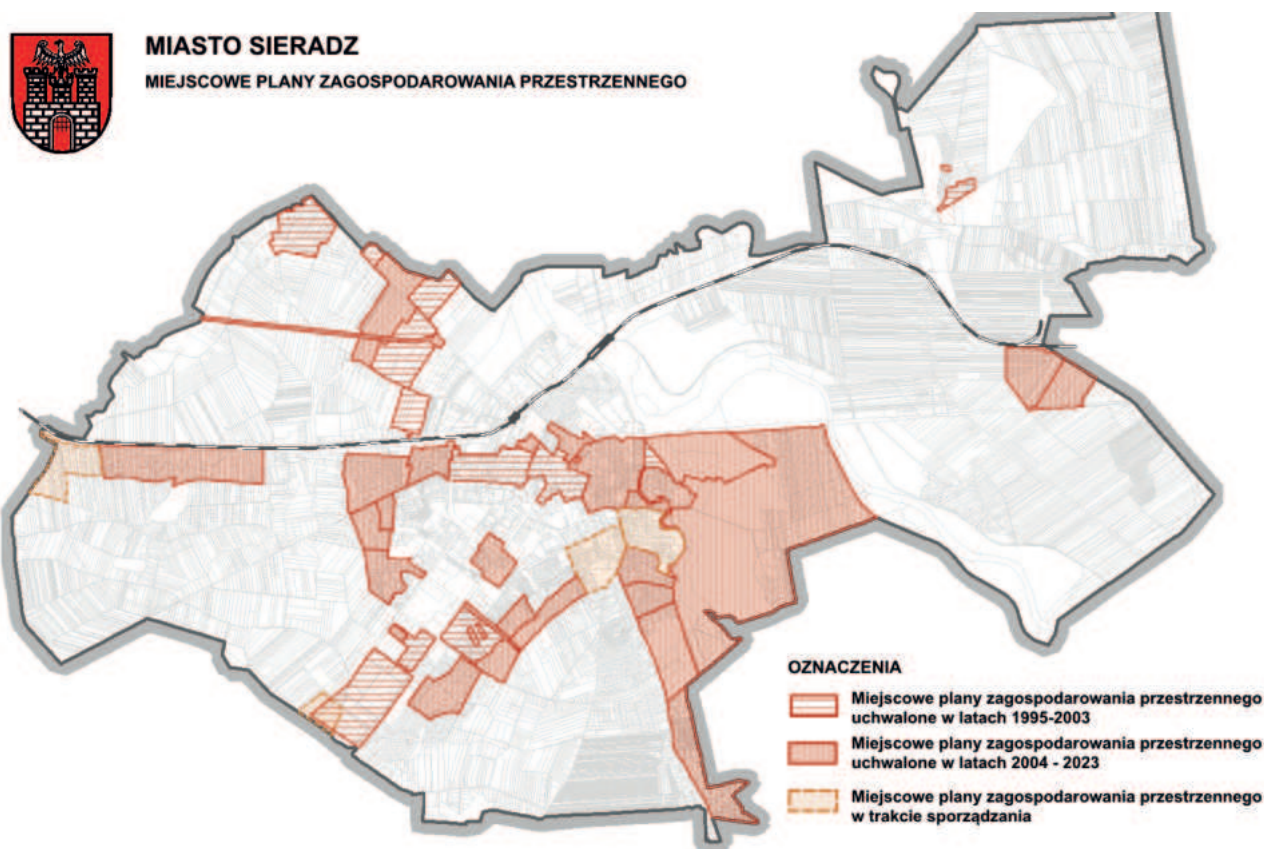 MIASTO SIERADZ
MIEJSCOWE PLANY ZAGOSPODAROWANIA PRZESTRZENNEGO
OZNACZENIA
Miejscowe plany zagospodarowania przestrzennego
uchwalone w latach 1995-2003
Miejscowe plany zagospodarowania przestrzennego
uchwalone w latach 2004 - 2023
Miejscowe plany zagospodarowania przestrzennego
w trakcie sporządzania